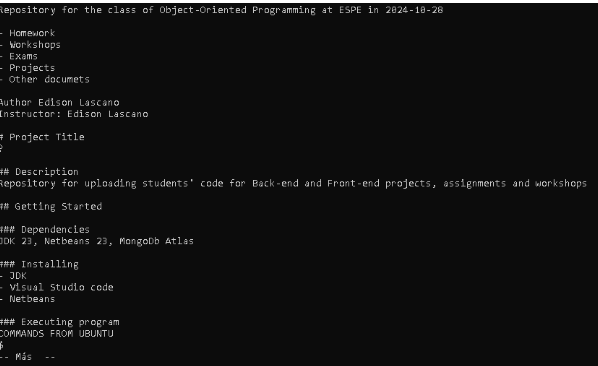 Repository for the class of Object-Oriented Programming at ESPE in 2024-10-28
- Homework
- Workshops
- Exams
- Projects
- Other documets
Author Edison Lascano
Instructor: Edison Lascano
# Project Title
?
## Description
Repository for uploading students' code for Back-end and Front-end projects, assignments and workshops
## Getting Started
### Dependencies
JDK 23, Netbeans 23, MongoDb Atlas
### Installing
- JDK
- Visual Studio code
- Netbeans
### Executing program
COMMANDS FROM UBUNTU
$
-- Más --